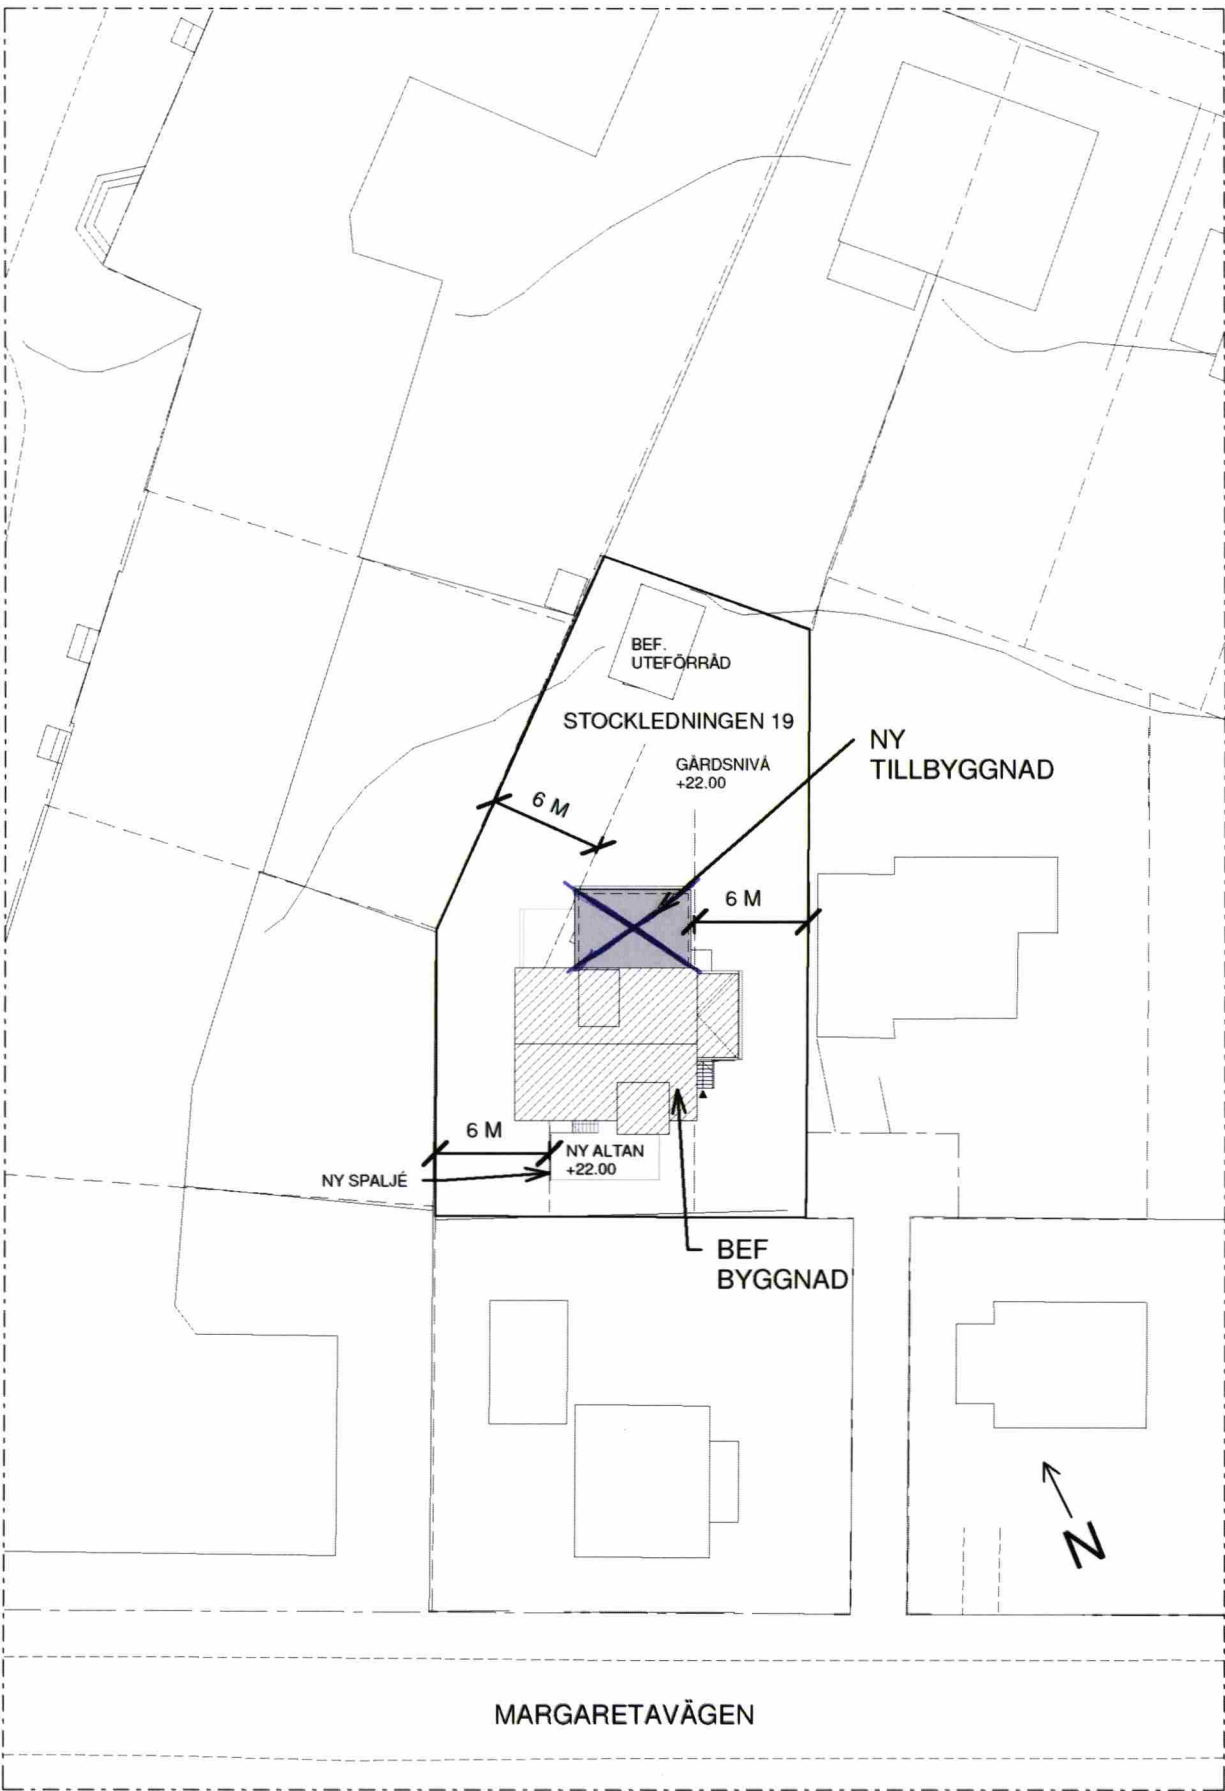 BEF.
UTEFÖRRÅD
STOCKLEDNINGEN 19
NY
TILLBYGGNAD
GÅRDSNIVÅ
+22.00
6 M
6 M
6 M
NY ALTAN
+22.00
NY SPALJÉ
BEF
BYGGNAD
N
MARGARETAVÄGEN